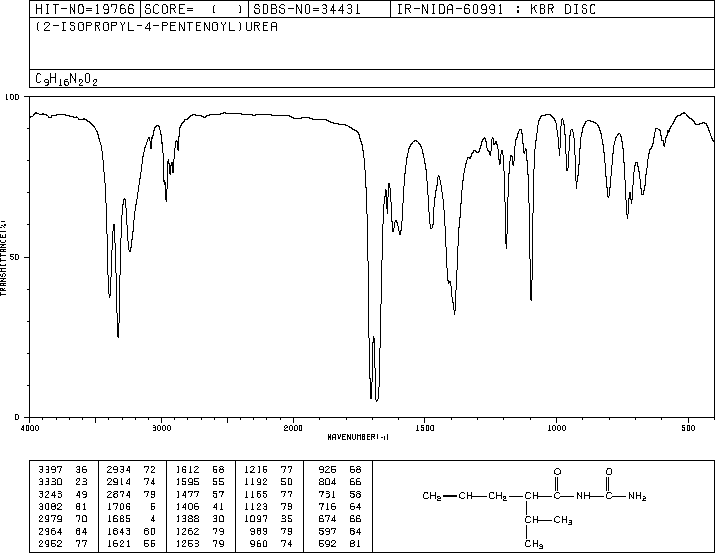 HIT-NO=19766 SCORE= ( ) SDBS-NO=34431 IR-NIDA-60991 : KBR DISC
(2-ISOPROPYL-4-PENTENOYL)UREA
C9H16N2O2
100
50
0
TRANSMITTANCE(%)
4000 3000 2000 1500 1000 500
WAVENUMBER(-1)
3397 36 2934 72 1612 58 1216 77 926 68
3330 23 2914 74 1595 55 1192 50 804 66
3243 49 2874 79 1477 57 1165 77 731 58
3082 81 1706 5 1406 41 1123 79 716 64
2979 70 1685 4 1388 30 1097 35 674 66
2964 64 1643 60 1262 79 989 79 597 84
2952 77 1621 55 1253 79 960 74 592 81
O O
CH2 CH CH2 CH C NH C NH2
CH CH3
CH3